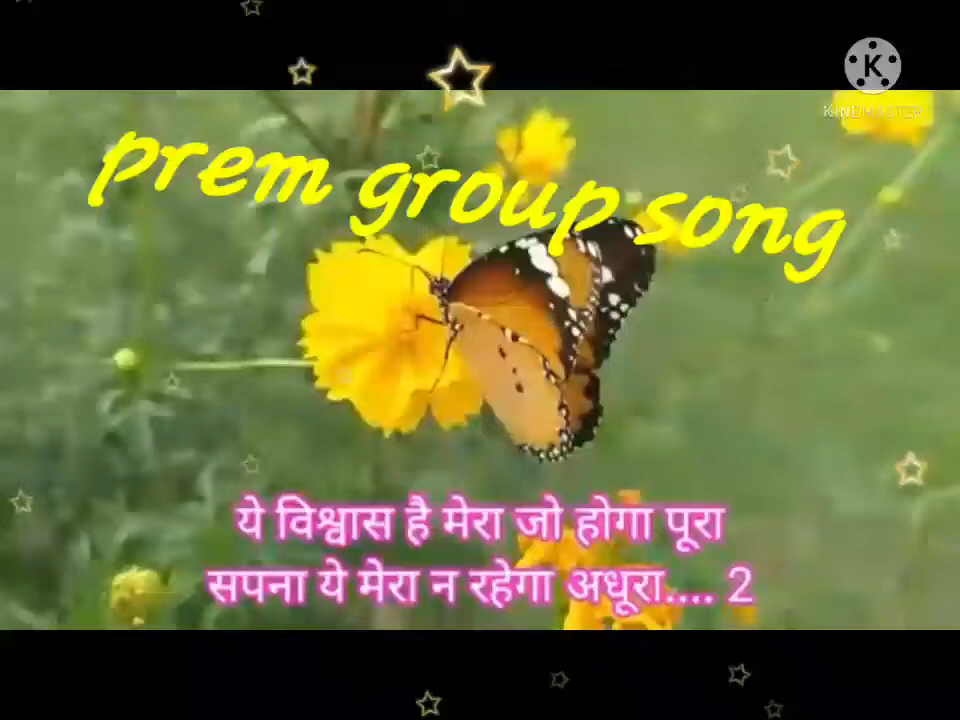 K
KINEMASTER
prem group song
ये विश्वास है मेरा जो होगा पूरा
सपना ये मेरा न रहेगा अधूरा.... 2